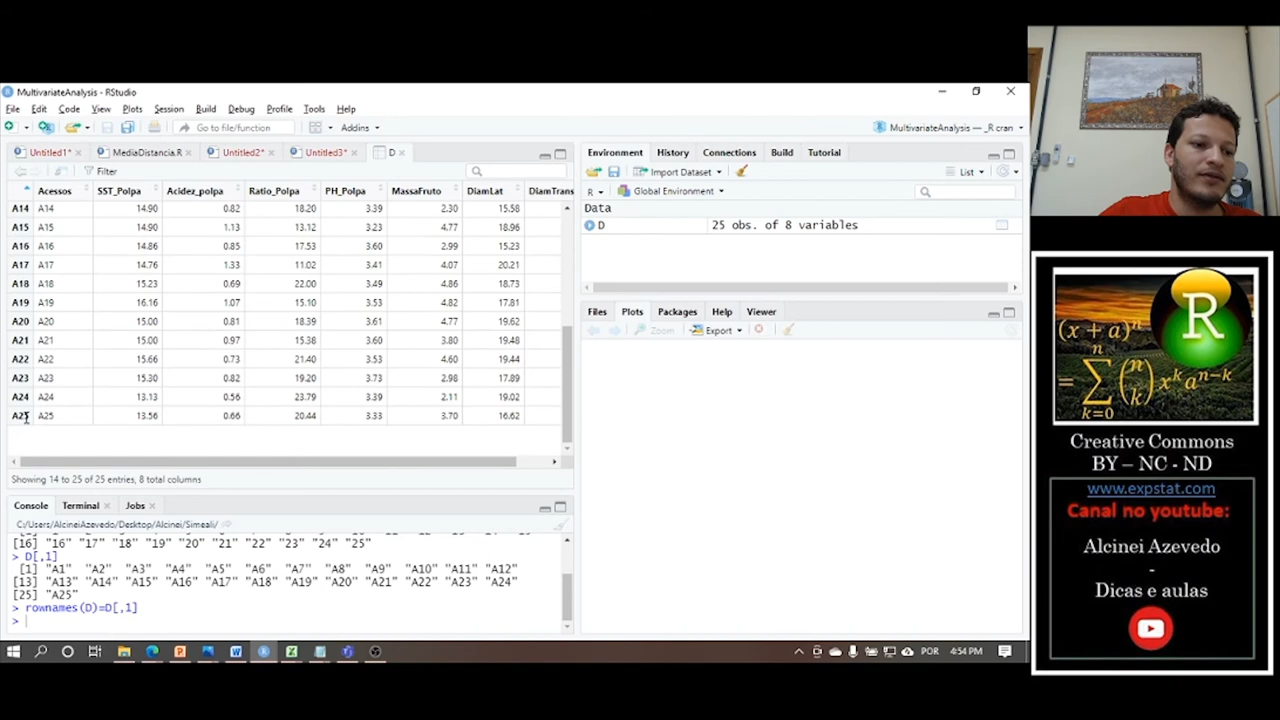 MultivariateAnalysis - RStudio
File Edit Code View Plots Session Build Debug Profile Tools Help
Go to file/function Addins MultivariateAnalysis — _R cran
Untitled1* MediaDistancia.R Untitled2* Untitled3* D
Filter
Acessos SST_Polpa Acidez_polpa Ratio_Polpa PH_Polpa MassaFruto DiamLat DiamTrans
A14 A14 14.90 0.82 18.20 3.39 2.30 15.58
A15 A15 14.90 1.13 13.12 3.23 4.77 18.96
A16 A16 14.86 0.85 17.53 3.60 2.99 15.23
A17 A17 14.76 1.33 11.02 3.41 4.07 20.21
A18 A18 15.23 0.69 22.00 3.49 4.86 18.73
A19 A19 16.16 1.07 15.10 3.53 4.82 17.81
A20 A20 15.00 0.81 18.39 3.61 4.77 19.62
A21 A21 15.00 0.97 15.38 3.60 3.80 19.48
A22 A22 15.66 0.73 21.40 3.53 4.60 19.44
A23 A23 15.30 0.82 19.20 3.73 2.98 17.89
A24 A24 13.13 0.56 23.79 3.39 2.11 19.02
A25 A25 13.56 0.66 20.44 3.33 3.70 16.62
Showing 14 to 25 of 25 entries, 8 total columns
Console Terminal Jobs
C:/Users/AlcineiAzevedo/Desktop/Alcinei/Simeali/
[16] "16" "17" "18" "19" "20" "21" "22" "23" "24" "25"
> D[,1]
[1] "A1" "A2" "A3" "A4" "A5" "A6" "A7" "A8" "A9" "A10" "A11" "A12"
[13] "A13" "A14" "A15" "A16" "A17" "A18" "A19" "A20" "A21" "A22" "A23" "A24"
[25] "A25"
> rownames(D)=D[,1]
>
Environment History Connections Build Tutorial
Import Dataset List
R Global Environment
Data
D 25 obs. of 8 variables
Files Plots Packages Help Viewer
Zoom Export
POR 4:54 PM
R
(x + a)^n
= ∑ n k=0 (n k) x^k a^{n−k}
Creative Commons
BY – NC - ND
www.expstat.com
Canal no youtube:
Alcinei Azevedo
-
Dicas e aulas